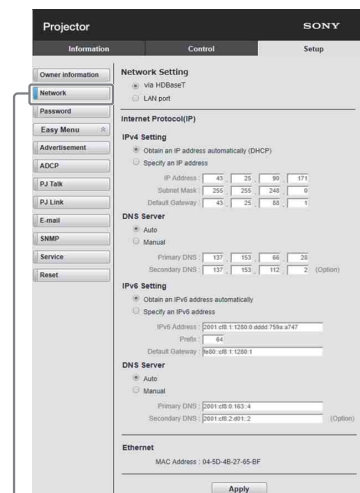 Projector
SONY
Information
Control
Setup
Owner information
Network
Password
Easy Menu
Advertisement
ADCP
PJ Talk
PJ Link
E-mail
SNMP
Service
Reset
Network Setting
via HDBaseT
LAN port
Internet Protocol(IP)
IPv4 Setting
Obtain an IP address automatically (DHCP)
Specify an IP address
IP Address : 43 . 25 . 90 . 171
Subnet Mask : 255 . 255 . 248 . 0
Default Gateway : 43 . 25 . 88 . 1
DNS Server
Auto
Manual
Primary DNS : 137 . 153 . 66 . 28
Secondary DNS : 137 . 153 . 112 . 2 (Option)
IPv6 Setting
Obtain an IPv6 address automatically
Specify an IPv6 address
IPv6 Address : 2001:cf8:1:1280:0:dddd:759a:a747
Prefix : 64
Default Gateway : fe80::cf8:1:1280:1
DNS Server
Auto
Manual
Primary DNS : 2001:cf8:0:163::4
Secondary DNS : 2001:cf8:2:d01::2 (Option)
Ethernet
MAC Address : 04-5D-4B-27-65-BF
Apply